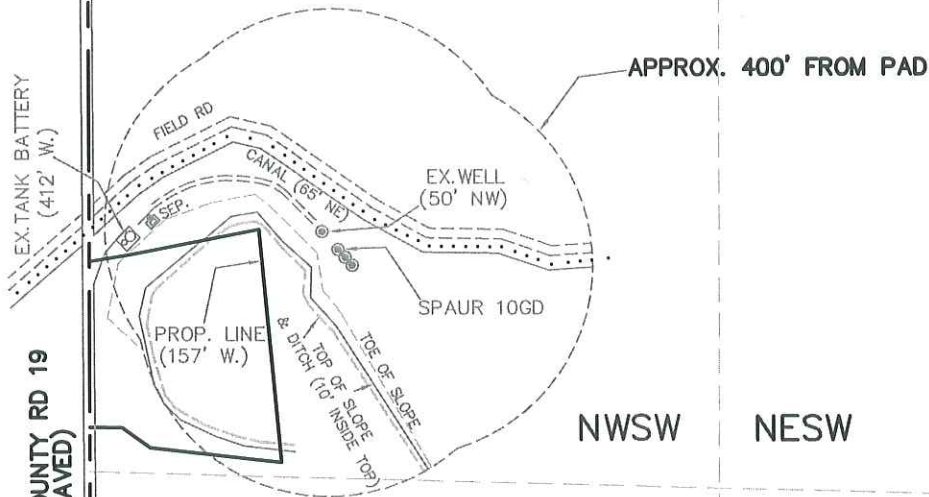 APPROX. 400' FROM PAD
EX.TANK BATTERY
(412' W.)
FIELD RD
CANAL (65' NE)
EX.WELL
(50' NW)
SEP.
SPAUR 10GD
PROP. LINE
(157' W.)
TOE OF SLOPE
TOP OF SLOPE
& DITCH (10' INSIDE TOP)
NWSW
NESW
OUNTY RD 19
AVED)